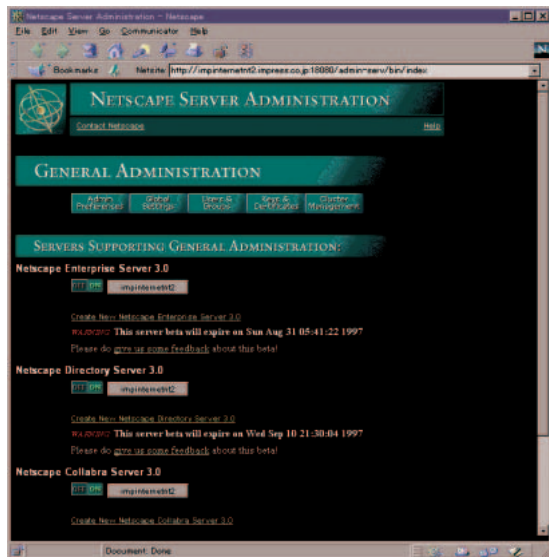 Netscape Server Administration - Netscape
File Edit View Go Communicator Help
Bookmarks Netsite http://impinternetnt2.impress.co.jp:18080/admin-serv/bin/index
NETSCAPE SERVER ADMINISTRATION
Contact Netscape Help
GENERAL ADMINISTRATION
Admin Preferences Global Settings Users & Groups Keys & Certificates Cluster Management
SERVERS SUPPORTING GENERAL ADMINISTRATION:
Netscape Enterprise Server 3.0
OFF ON impinternetnt2
Create New Netscape Enterprise Server 3.0
WARNING This server beta will expire on Sun Aug 31 05:41:22 1997
Please do give us some feedback about this beta!
Netscape Directory Server 3.0
OFF ON impinternetnt2
Create New Netscape Directory Server 3.0
WARNING This server beta will expire on Wed Sep 10 21:30:04 1997
Please do give us some feedback about this beta!
Netscape Collabra Server 3.0
OFF ON impinternetnt2
Create New Netscape Collabra Server 3.0
Document: Done